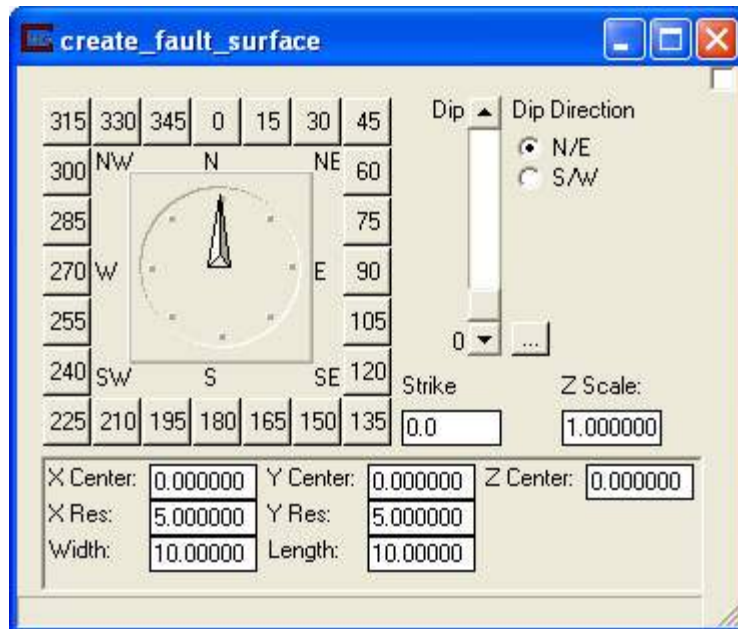 create_fault_surface
315 330 345 0 15 30 45
Dip
Dip Direction
N/E
S/W
300 NW N NE 60
285 75
270 W E 90
255 105
0 ...
240 SW S SE 120
Strike
Z Scale:
225 210 195 180 165 150 135
0.0
1.000000
X Center: 0.000000 Y Center: 0.000000 Z Center: 0.000000
X Res: 5.000000 Y Res: 5.000000
Width: 10.00000 Length: 10.00000